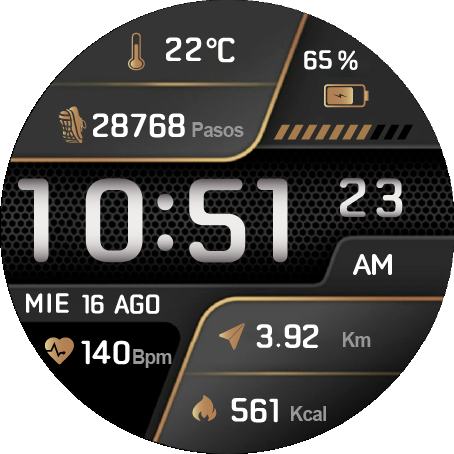 22°C
65%
28768 Pasos
10:51 23
AM
MIE 16 AGO
140Bpm
3.92 Km
561 Kcal